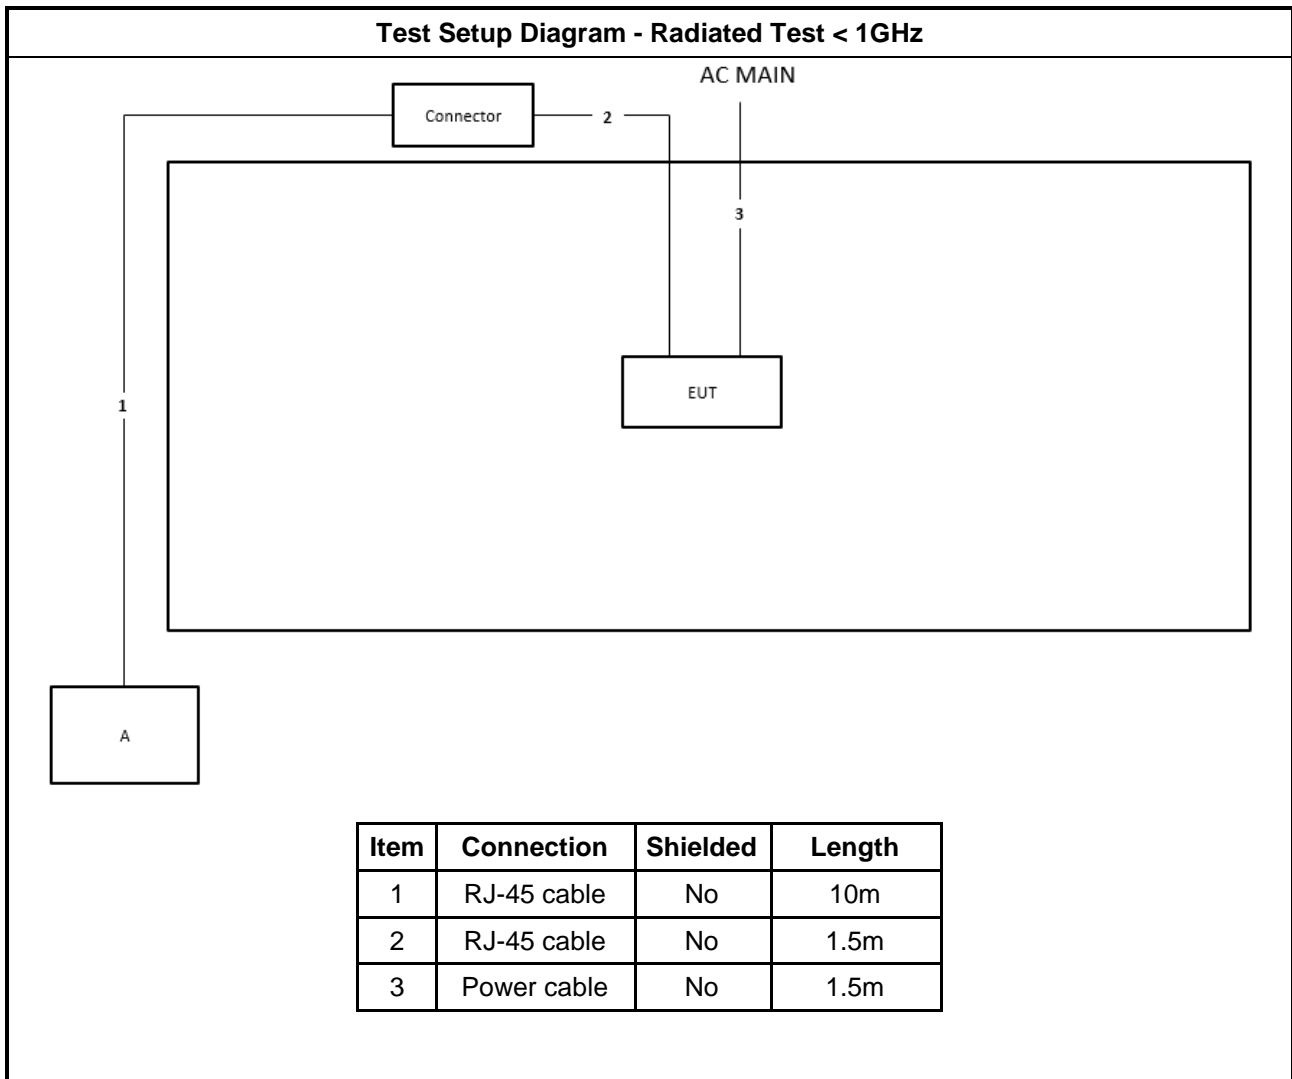 Test Setup Diagram - Radiated Test < 1GHz
AC MAIN
Connector
2
3
EUT
1
A
Item Connection Shielded Length
1 RJ-45 cable No 10m
2 RJ-45 cable No 1.5m
3 Power cable No 1.5m